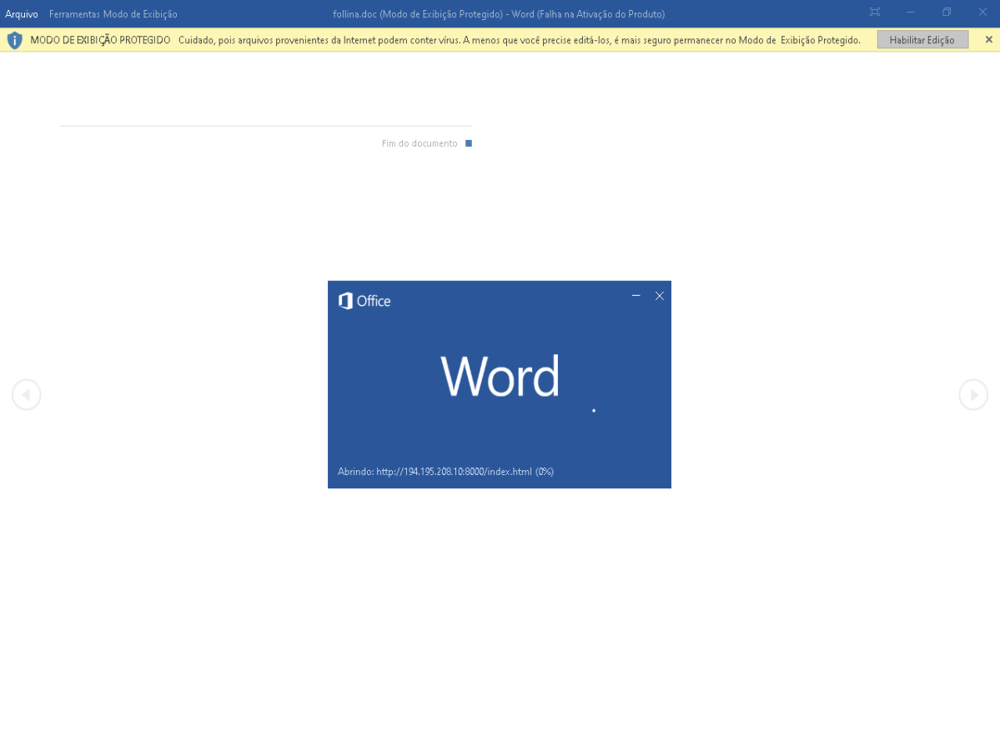 Arquivo Ferramentas Modo de Exibição follina.doc (Modo de Exibição Protegido) - Word (Falha na Ativação do Produto)
MODO DE EXIBIÇÃO PROTEGIDO Cuidado, pois arquivos provenientes da Internet podem conter vírus. A menos que você precise editá-los, é mais seguro permanecer no Modo de Exibição Protegido. Habilitar Edição
Fim do documento
Office
Word
Abrindo: http://194.195.208.10:8000/index.html (0%)